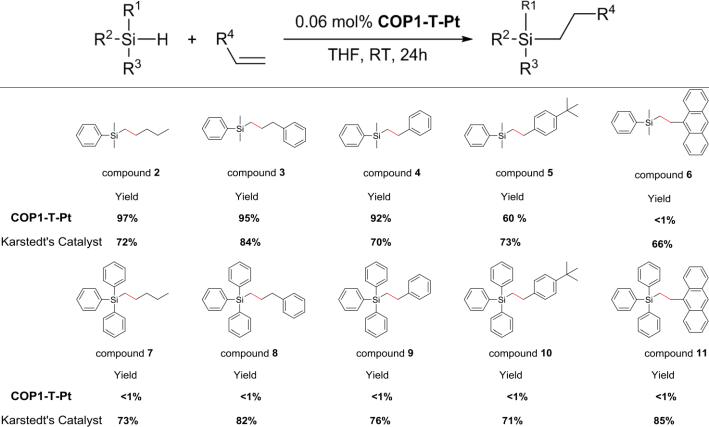 R¹ R²–Si–H R³ + R⁴ 0.06 mol% COP1-T-Pt THF, RT, 24h R1 R²–Si R³ R⁴
Si Si Si Si Si
compound 2 compound 3 compound 4 compound 5 compound 6
Yield Yield Yield Yield Yield
COP1-T-Pt 97% 95% 92% 60 % <1%
Karstedt's Catalyst 72% 84% 70% 73% 66%
Si Si Si Si Si
compound 7 compound 8 compound 9 compound 10 compound 11
Yield Yield Yield Yield Yield
COP1-T-Pt <1% <1% <1% <1% <1%
Karstedt's Catalyst 73% 82% 76% 71% 85%